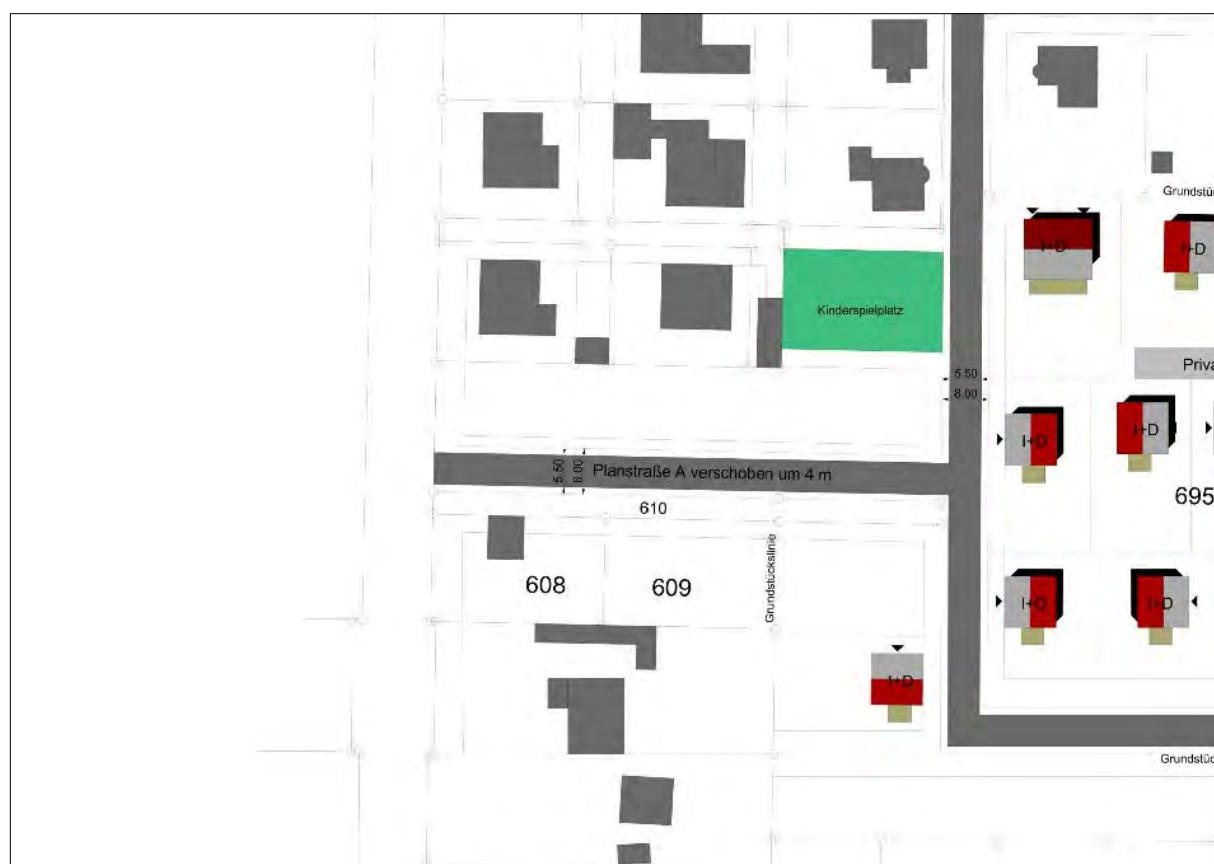 Grundstü
I+D
I+D
Kinderspielplatz
Priva
5.50
8.00
I+D
I+D
5.50
8.00
Planstraße A verschoben um 4 m
610
695
Grundstückslinie
608
609
I+D
I+D
I+D
Grundstüc